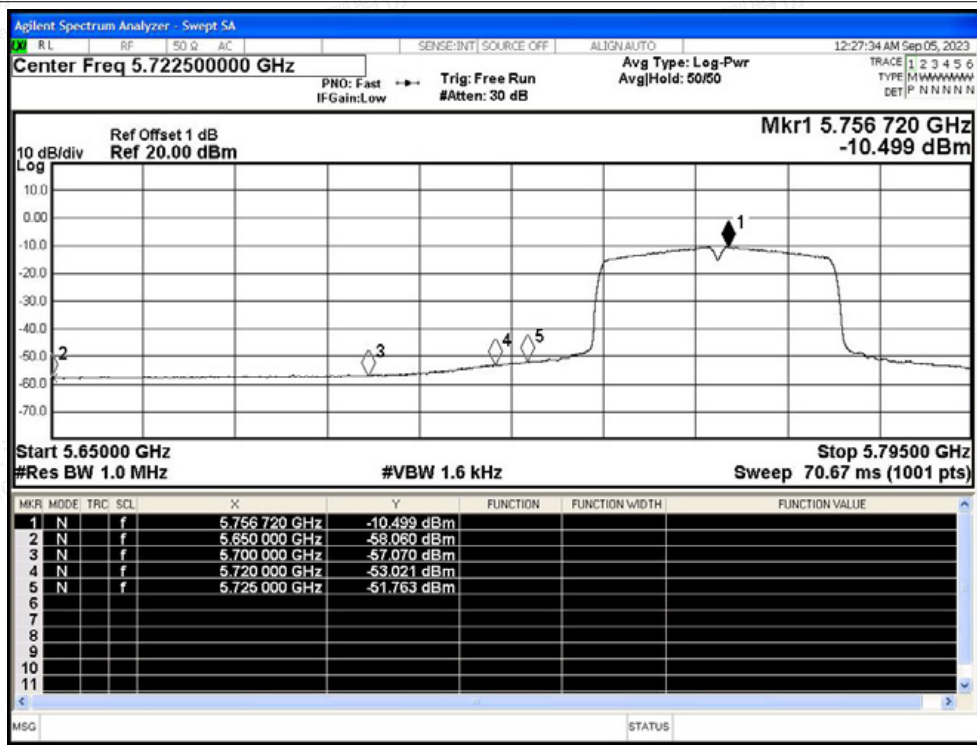 Agilent Spectrum Analyzer - Swept SA
RL RF 50 Ω AC SENSE:INT SOURCE OFF ALIGN AUTO 12:27:34 AM Sep 05, 2023
Center Freq 5.722500000 GHz
PNO: Fast
IFGain:Low
Trig: Free Run
#Atten: 30 dB
Avg Type: Log-Pwr
Avg|Hold: 50/50
TRACE 1 2 3 4 5 6
TYPE M W W W W W
DET P N N N N N
Mkr1 5.756 720 GHz
-10.499 dBm
Ref Offset 1 dB
10 dB/div Ref 20.00 dBm
Log
10.0
0.00
-10.0
-20.0
-30.0
-40.0
-50.0
-60.0
-70.0
1
2
3
4
5
Start 5.65000 GHz Stop 5.79500 GHz
#Res BW 1.0 MHz #VBW 1.6 kHz Sweep 70.67 ms (1001 pts)
MKR MODE TRC SCL X Y FUNCTION FUNCTION WIDTH FUNCTION VALUE
1 N f 5.756 720 GHz -10.499 dBm
2 N f 5.650 000 GHz -58.060 dBm
3 N f 5.700 000 GHz -57.070 dBm
4 N f 5.720 000 GHz -53.021 dBm
5 N f 5.725 000 GHz -51.763 dBm
6
7
8
9
10
11
MSG STATUS